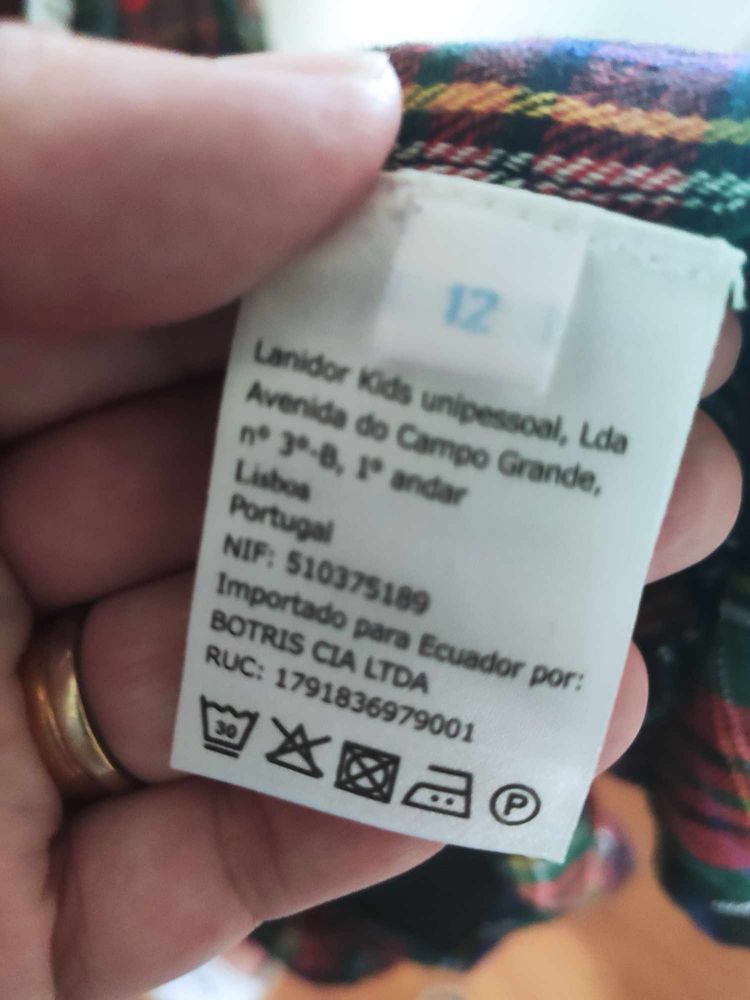 12
Lanidor Kids unipessoal, Lda
Avenida do Campo Grande,
nº 3º-B, 1º andar
Lisboa
Portugal
NIF: 510375189
Importado para Ecuador por:
BOTRIS CIA LTDA
RUC: 1791836979001
30
P